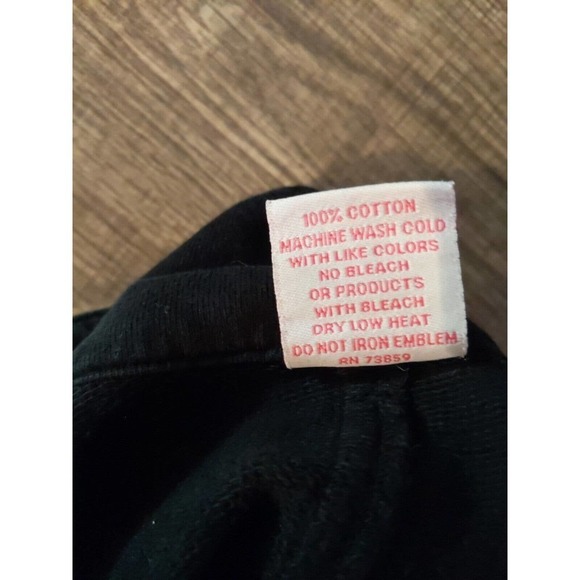 100% COTTON
MACHINE WASH COLD
WITH LIKE COLORS
NO BLEACH
OR PRODUCTS
WITH BLEACH
DRY LOW HEAT
DO NOT IRON EMBLEM
RN 73859